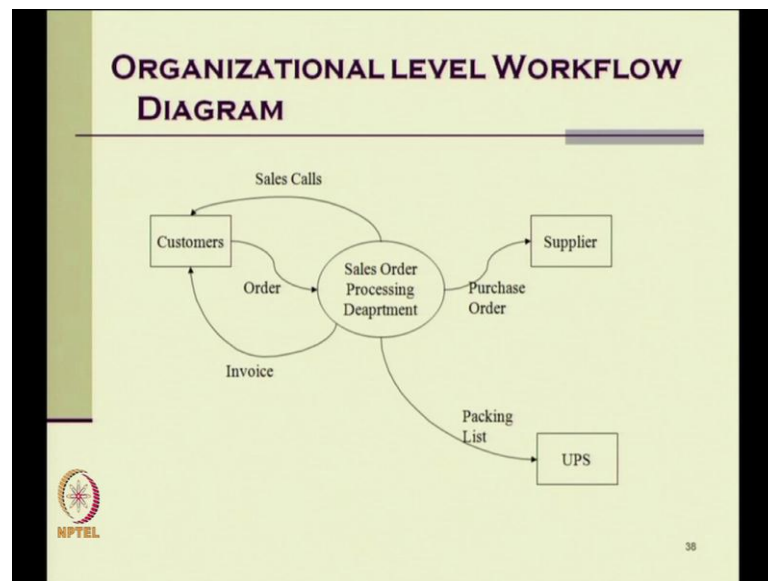 ORGANIZATIONAL LEVEL WORKFLOW
DIAGRAM
Sales Calls
Customers
Order
Sales Order
Processing
Deaprtment
Supplier
Purchase
Order
Invoice
Packing
List
UPS
NPTEL
38